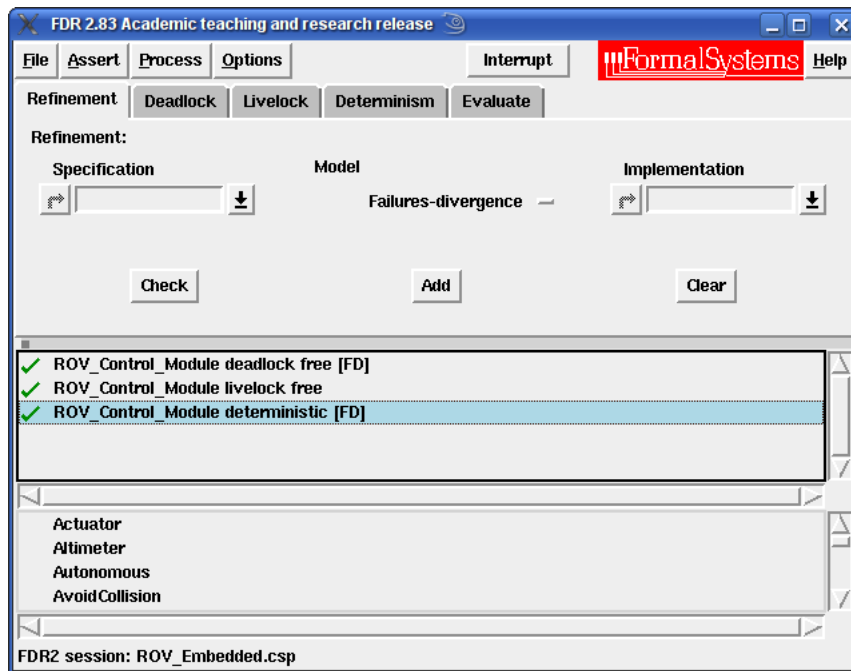 FDR 2.83 Academic teaching and research release
File Assert Process Options Interrupt FormalSystems Help
Refinement Deadlock Livelock Determinism Evaluate
Refinement:
Specification Model Implementation
Failures-divergence
Check Add Clear
ROV_Control_Module deadlock free [FD]
ROV_Control_Module livelock free
ROV_Control_Module deterministic [FD]
Actuator
Altimeter
Autonomous
AvoidCollision
FDR2 session: ROV_Embedded.csp